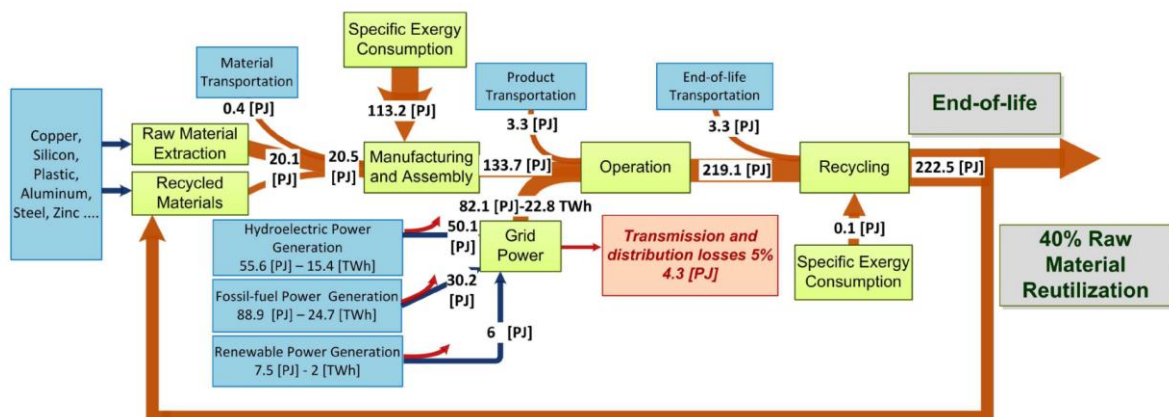 Copper,
Silicon,
Plastic,
Aluminum,
Steel, Zinc ....
Raw Material
Extraction
Recycled
Materials
Material
Transportation
0.4 [PJ]
20.1
[PJ]
20.5
[PJ]
Specific Exergy
Consumption
113.2 [PJ]
Manufacturing
and Assembly
133.7 [PJ]
Product
Transportation
3.3 [PJ]
Operation
82.1 [PJ]-22.8 TWh
219.1 [PJ]
End-of-life
Transportation
3.3 [PJ]
Recycling
222.5 [PJ]
0.1 [PJ]
Specific Exergy
Consumption
End-of-life
40% Raw
Material
Reutilization
Hydroelectric Power
Generation
55.6 [PJ] – 15.4 [TWh]
50.1
[PJ]
Fossil-fuel Power Generation
88.9 [PJ] – 24.7 [TWh]
30.2
[PJ]
Renewable Power Generation
7.5 [PJ] - 2 [TWh]
6 [PJ]
Grid
Power
Transmission and
distribution losses 5%
4.3 [PJ]